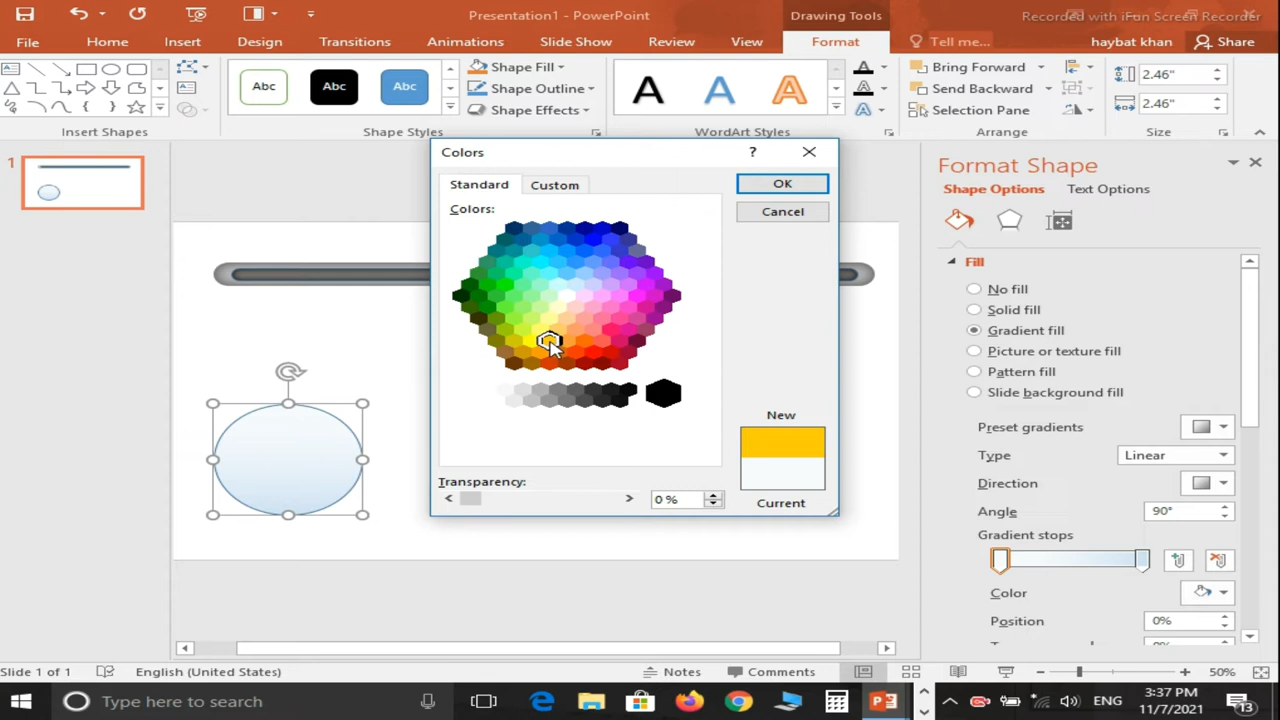 Presentation1 - PowerPoint
Drawing Tools
Recorded with iFun Screen Recorder
File
Home
Insert
Design
Transitions
Animations
Slide Show
Review
View
Format
Tell me...
haybat khan
Share
Abc
Abc
Abc
Shape Fill
Shape Outline
Shape Effects
A
A
A
A
A
A
Bring Forward
Send Backward
Selection Pane
2.46"
2.46"
Insert Shapes
Shape Styles
WordArt Styles
Arrange
Size
1
Colors
?
Standard
Custom
Colors:
OK
Cancel
New
Current
Transparency:
0 %
Format Shape
Shape Options
Text Options
Fill
No fill
Solid fill
Gradient fill
Picture or texture fill
Pattern fill
Slide background fill
Preset gradients
Type
Linear
Direction
Angle
90°
Gradient stops
Color
Position
0%
Slide 1 of 1
English (United States)
Notes
Comments
50%
Type here to search
ENG
3:37 PM
11/7/2021
13